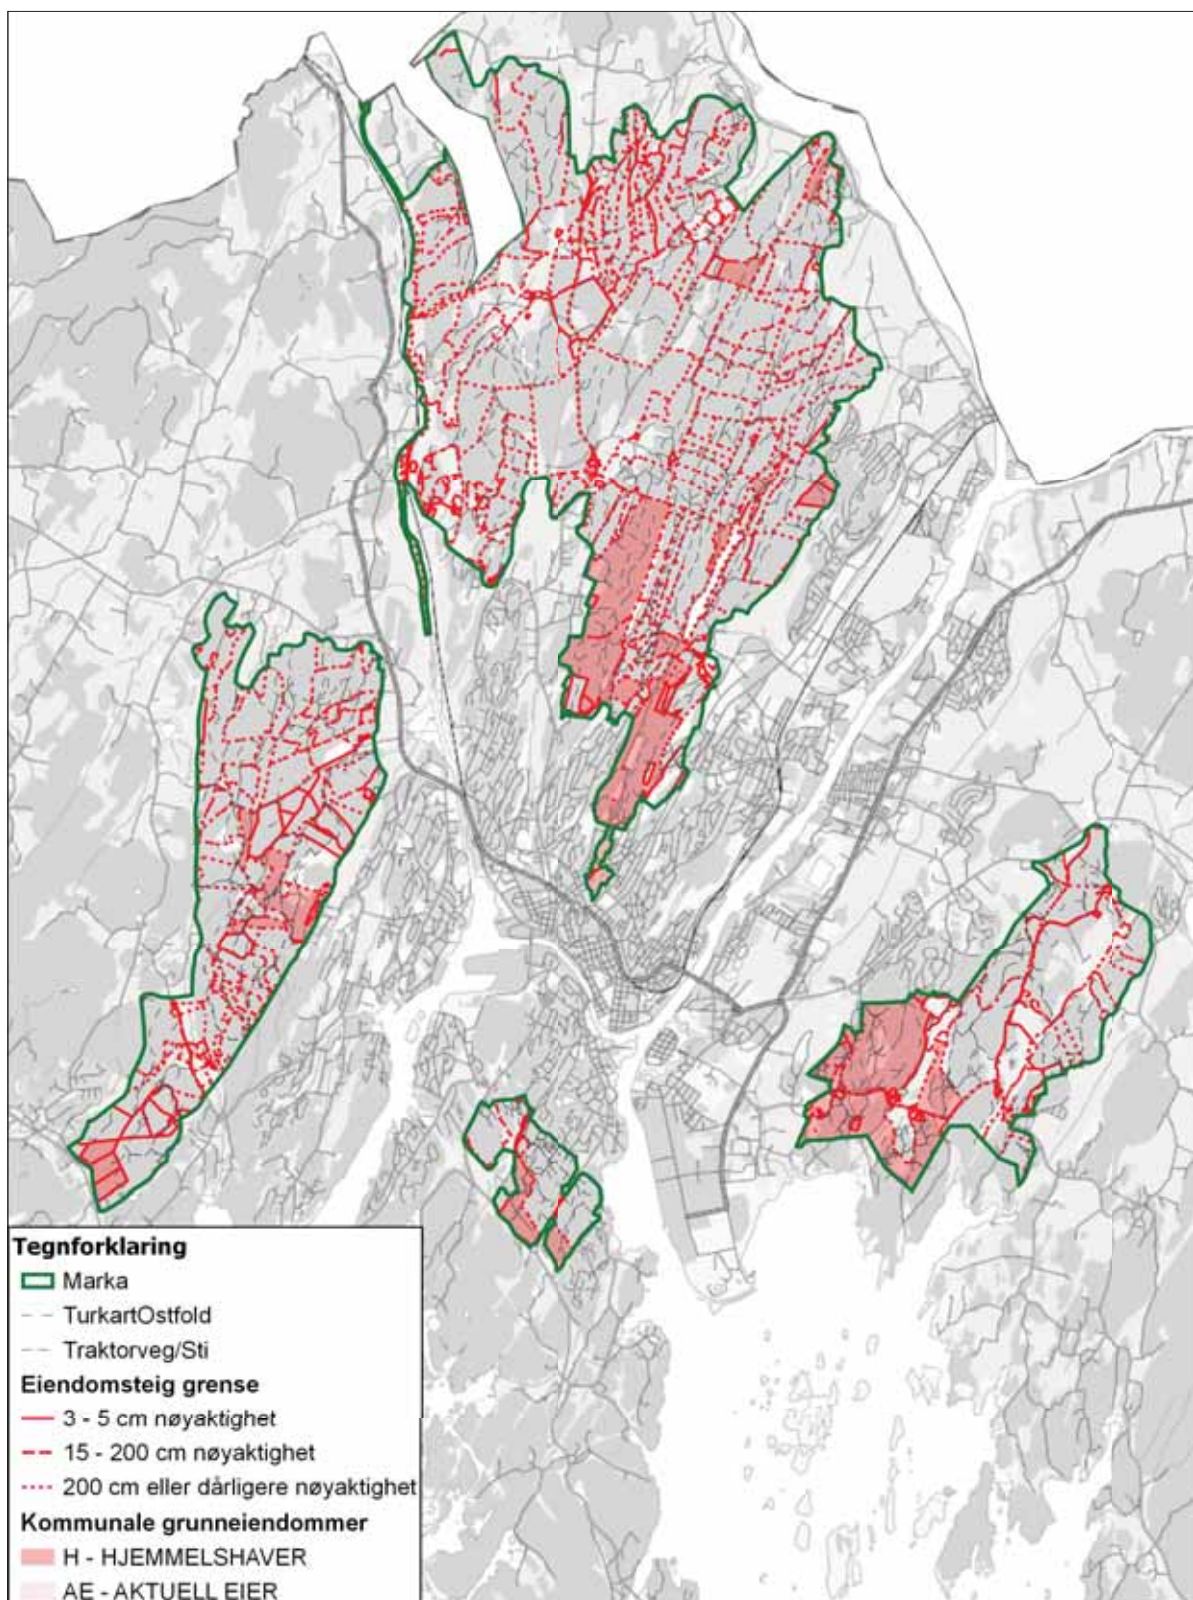 Tegnforklaring
Marka
TurkartOstfold
Traktorveg/Sti
Eiendomsteig grense
3 - 5 cm nøyaktighet
15 - 200 cm nøyaktighet
200 cm eller dårligere nøyaktighet
Kommunale grunneiendommer
H - HJEMMELSHAVER
AE - AKTUELL EIER